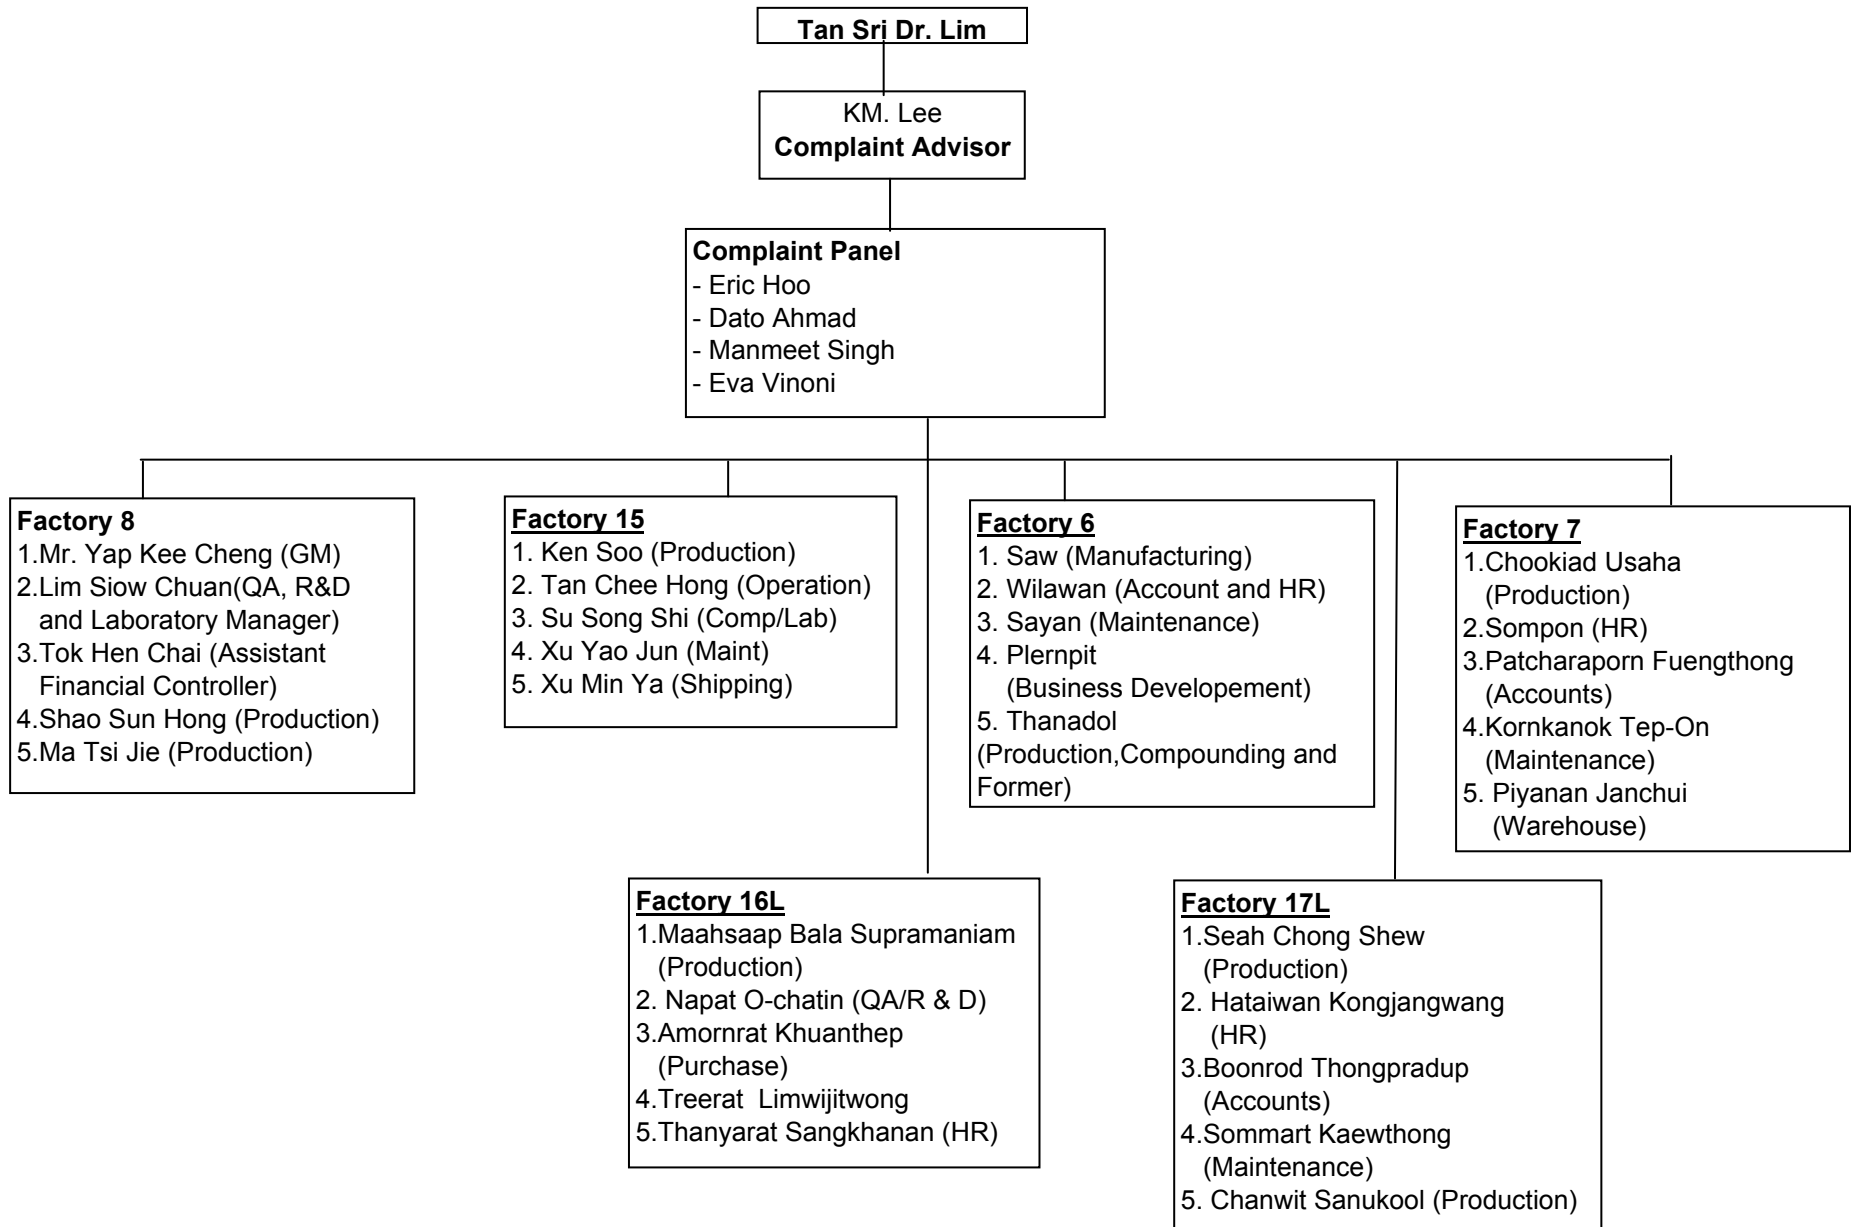 Tan Sri Dr. Lim
KM. Lee
Complaint Advisor
Complaint Panel
- Eric Hoo
- Dato Ahmad
- Manmeet Singh
- Eva Vinoni
Factory 8
1.Mr. Yap Kee Cheng (GM)
2.Lim Siow Chuan(QA, R&D
and Laboratory Manager)
3.Tok Hen Chai (Assistant
Financial Controller)
4.Shao Sun Hong (Production)
5.Ma Tsi Jie (Production)
Factory 15
1. Ken Soo (Production)
2. Tan Chee Hong (Operation)
3. Su Song Shi (Comp/Lab)
4. Xu Yao Jun (Maint)
5. Xu Min Ya (Shipping)
Factory 6
1. Saw (Manufacturing)
2. Wilawan (Account and HR)
3. Sayan (Maintenance)
4. Plernpit
(Business Developement)
5. Thanadol
(Production,Compounding and
Former)
Factory 7
1.Chookiad Usaha
(Production)
2.Sompon (HR)
3.Patcharaporn Fuengthong
(Accounts)
4.Kornkanok Tep-On
(Maintenance)
5. Piyanan Janchui
(Warehouse)
Factory 16L
1.Maahsaap Bala Supramaniam
(Production)
2. Napat O-chatin (QA/R & D)
3.Amornrat Khuanthep
(Purchase)
4.Treerat  Limwijitwong
5.Thanyarat Sangkhanan (HR)
Factory 17L
1.Seah Chong Shew
(Production)
2. Hataiwan Kongjangwang
(HR)
3.Boonrod Thongpradup
(Accounts)
4.Sommart Kaewthong
(Maintenance)
5. Chanwit Sanukool (Production)